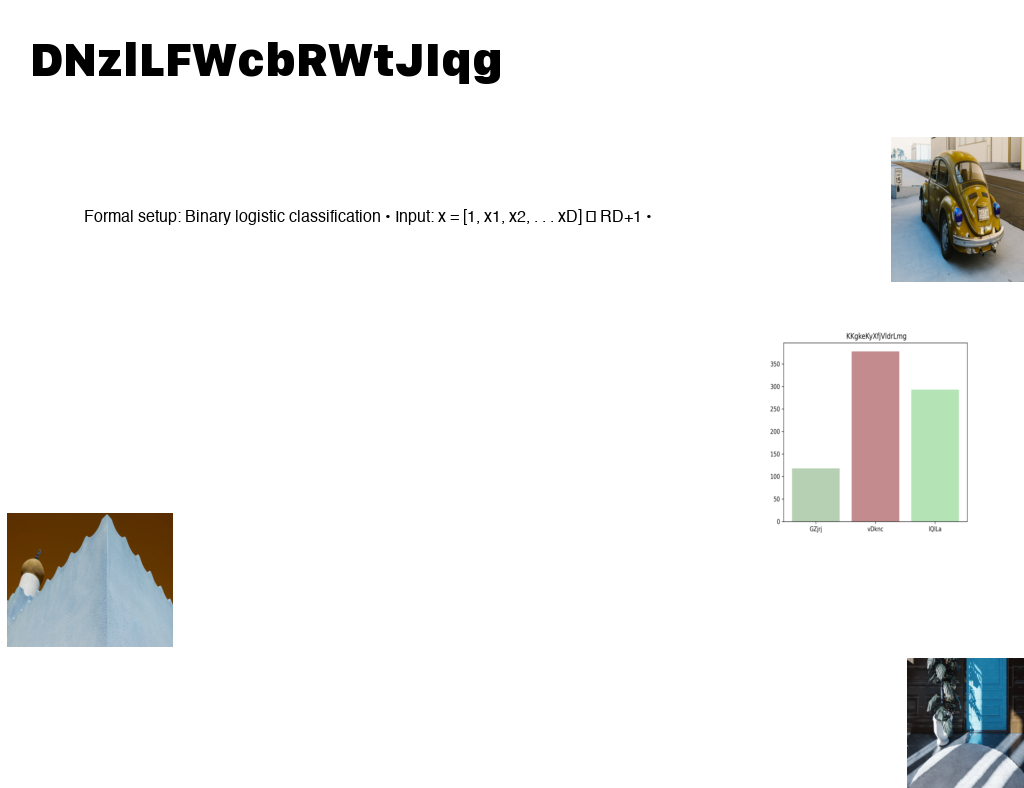 DNzlLFWcbRWtJIqg
Formal setup: Binary logistic classification • Input: x = [1, x1, x2, . . . xD] □ RD+1 •
KKgkeKyXfjVldrLmg
350
300
250
200
150
100
50
0
GZjrj
vDknc